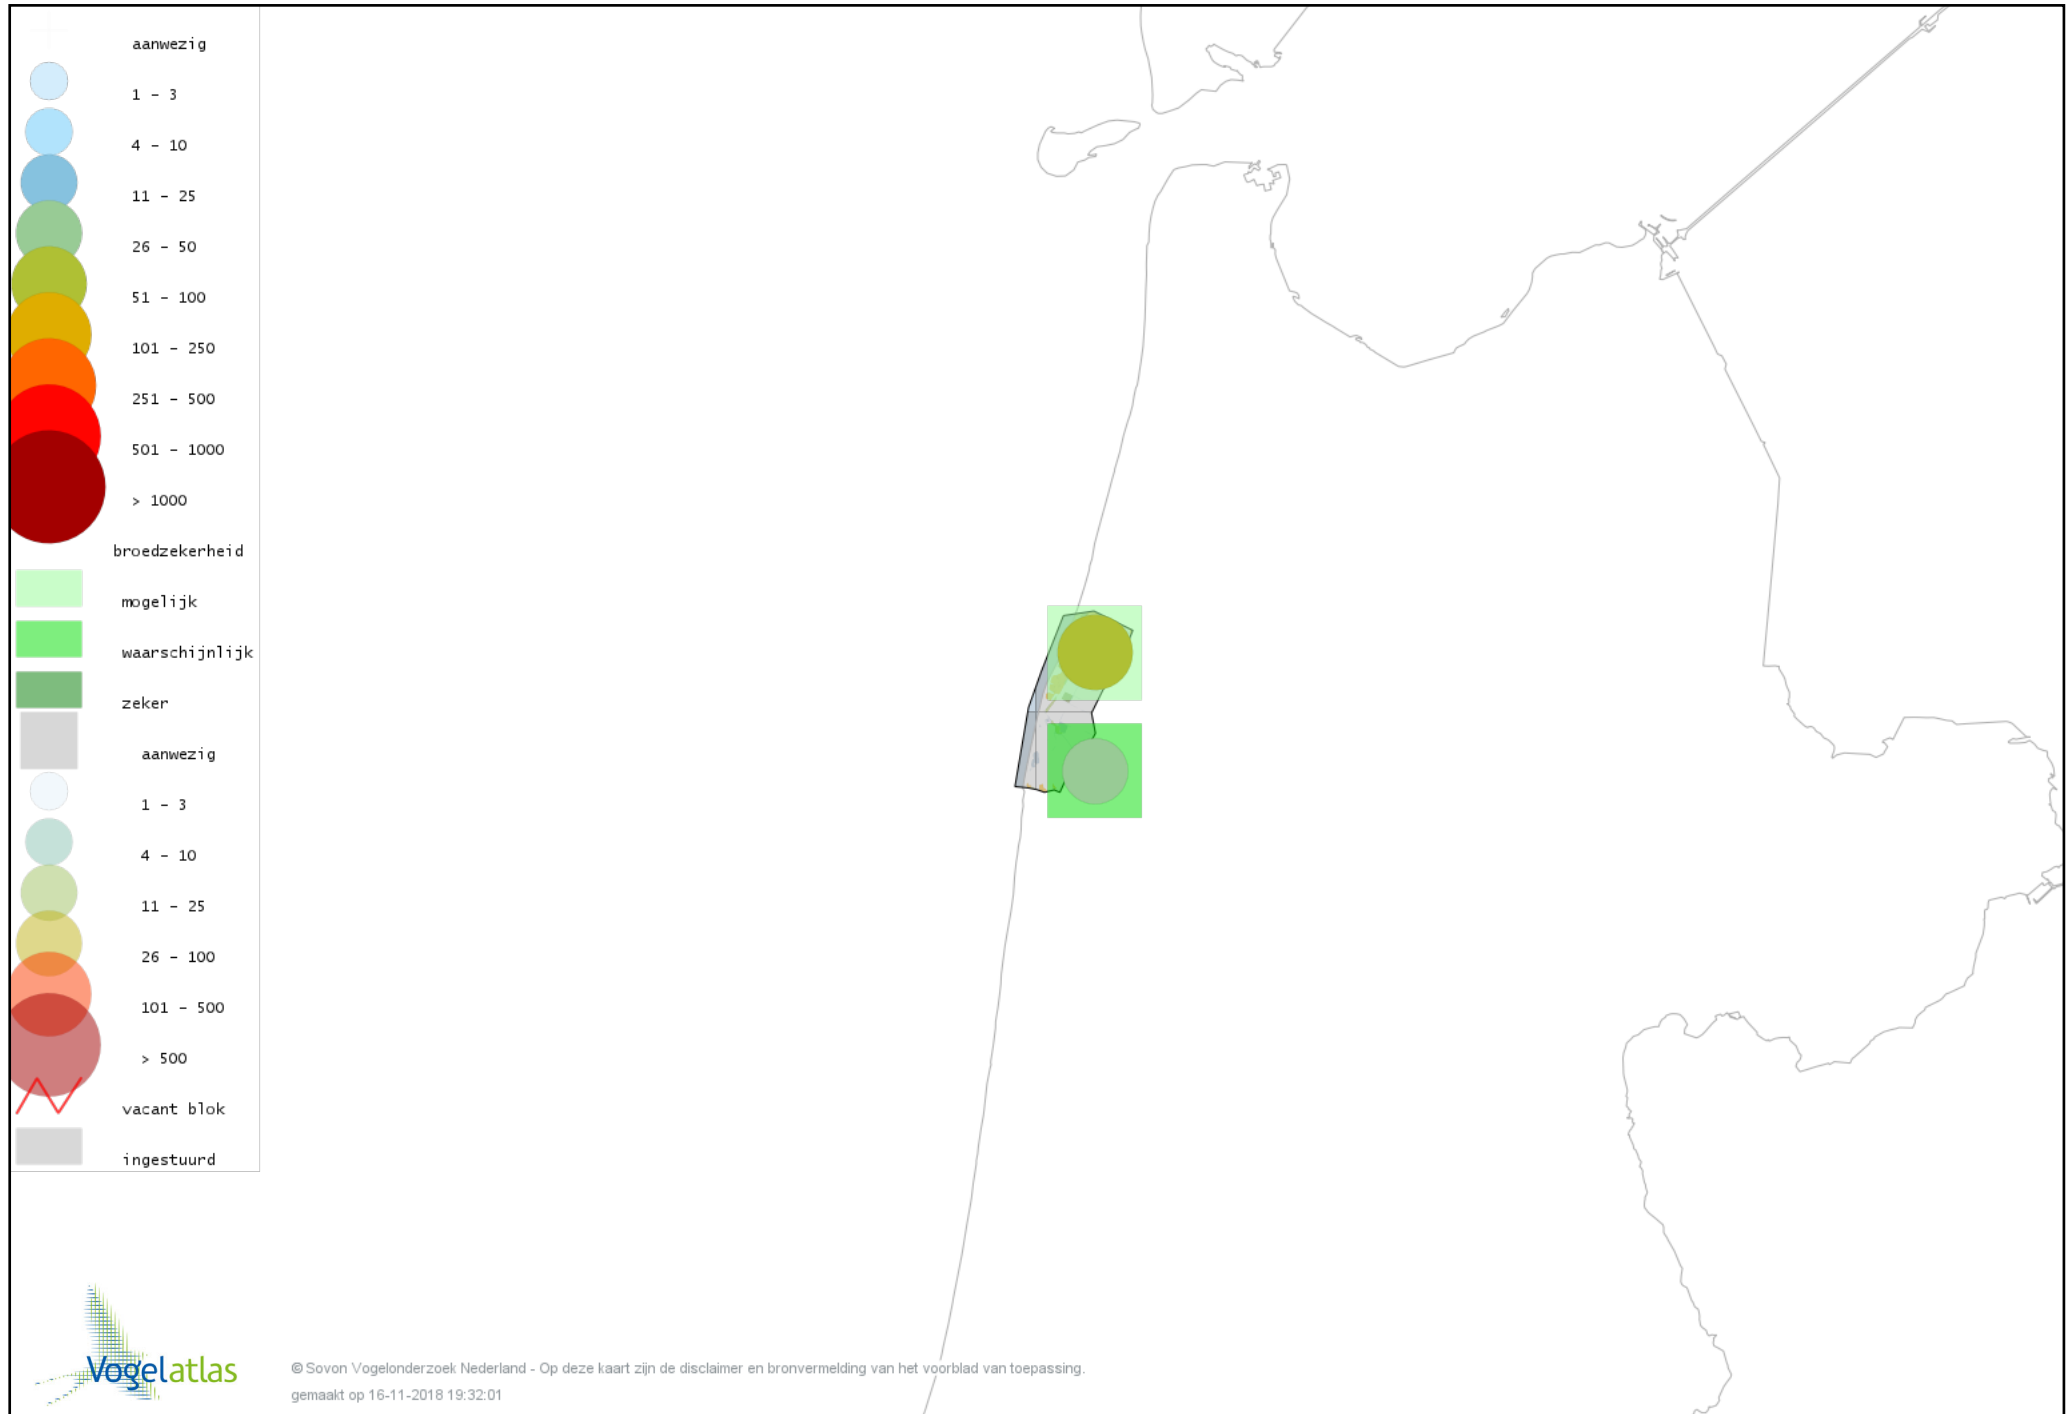 aanwezig
1 - 3
4 - 10
11 - 25
26 - 50
51 - 100
101 - 250
251 - 500
501 - 1000
> 1000
broedzekerheid
mogelijk
waarschijnlijk
zeker
aanwezig
1 - 3
4 - 10
11 - 25
26 - 100
101 - 500
> 500
vacant blok
ingestuurd
Vogelatlas
© Sovon Vogelonderzoek Nederland - Op deze kaart zijn de disclaimer en bronvermelding van het voorblad van toepassing.
gemaakt op 16-11-2018 19:32:01